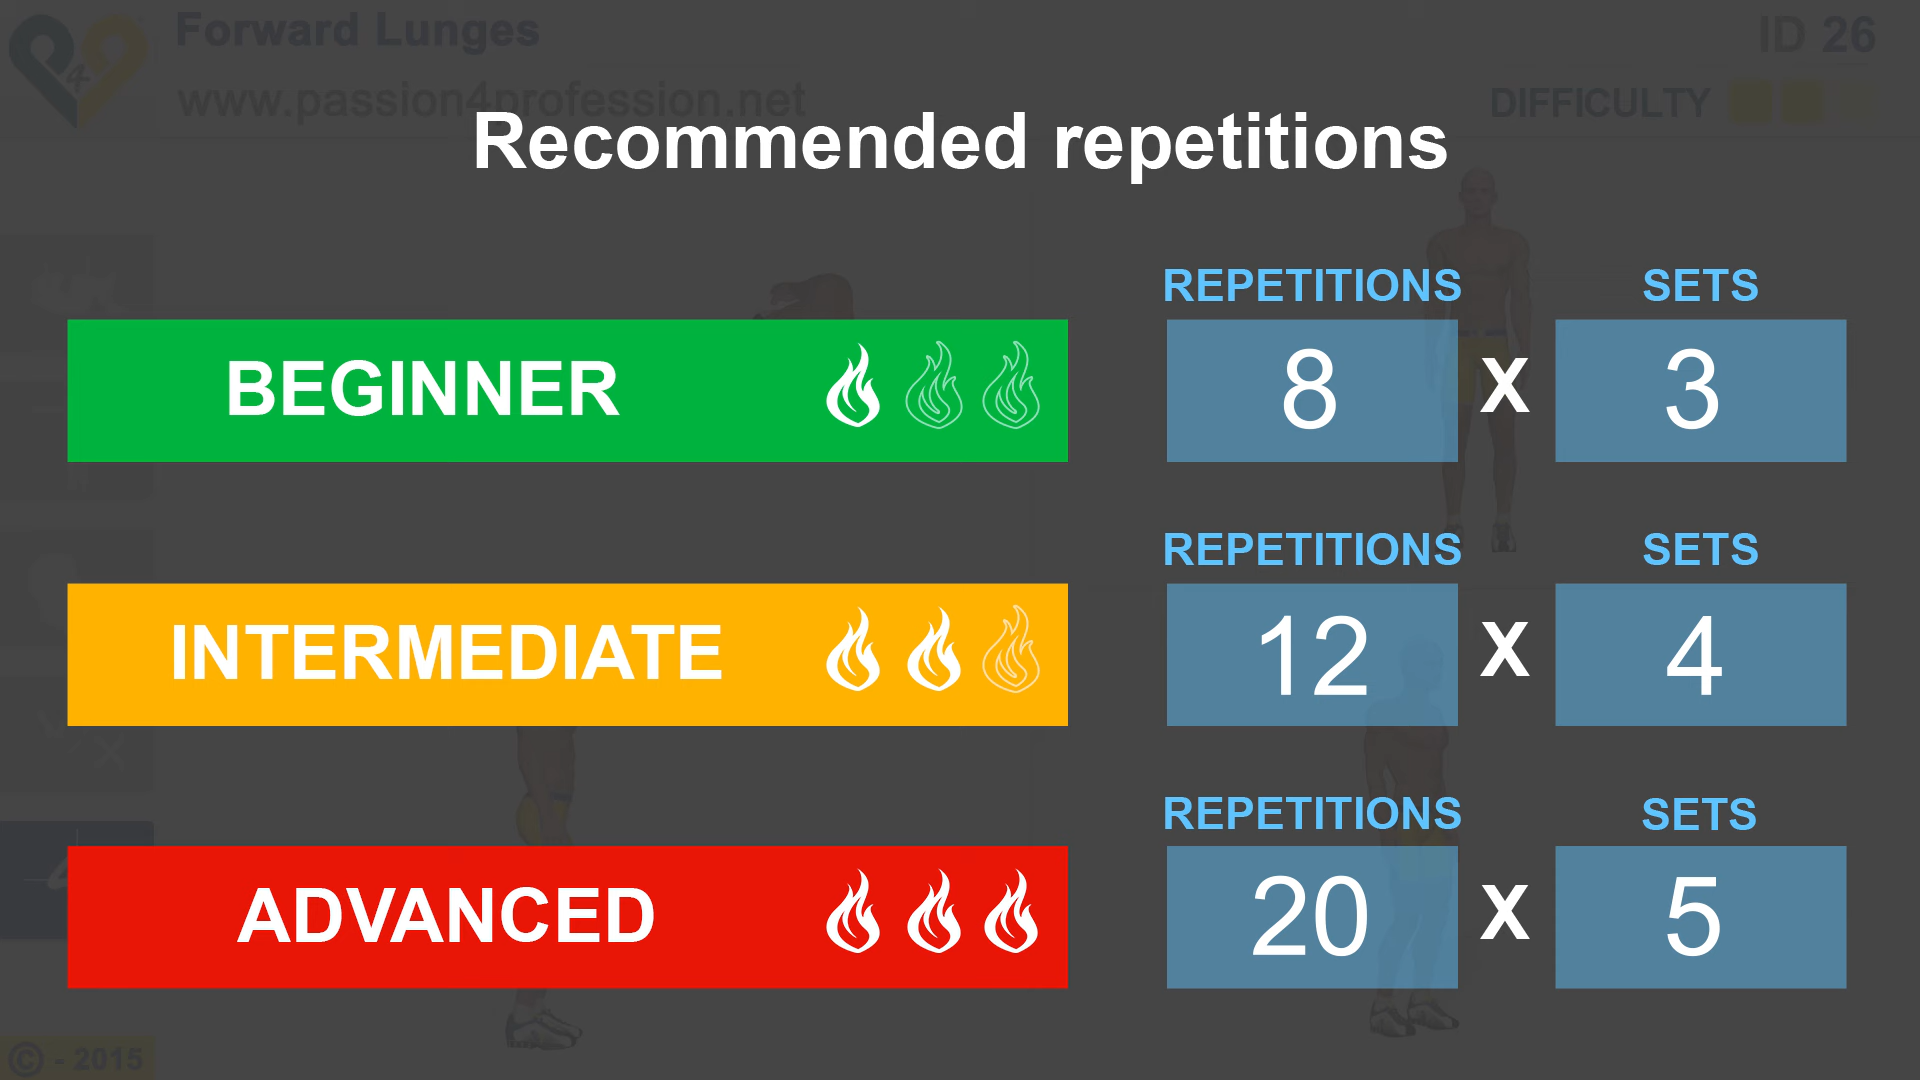 Forward Lunges
www.passion4profession.net
ID 26
DIFFICULTY
Recommended repetitions
REPETITIONS SETS
BEGINNER 8 X 3
REPETITIONS SETS
INTERMEDIATE 12 X 4
REPETITIONS SETS
ADVANCED 20 X 5
© - 2015